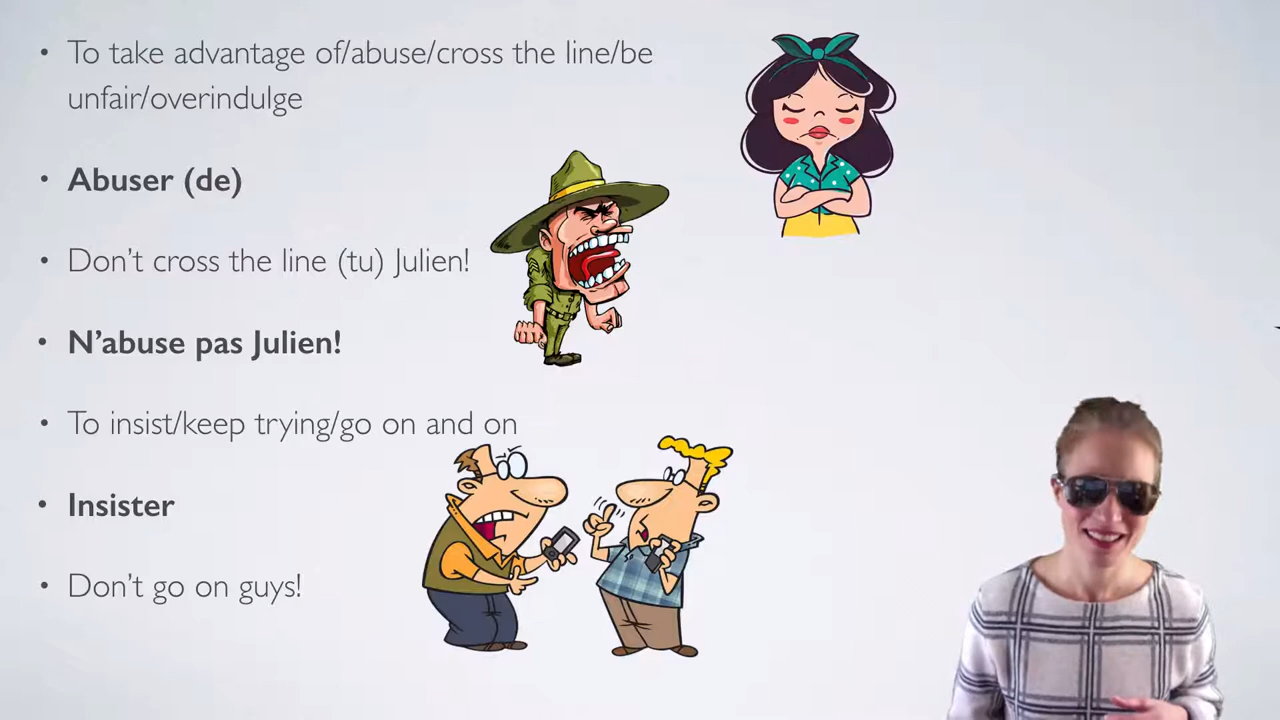 To take advantage of/abuse/cross the line/be
unfair/overindulge
Abuser (de)
Don’t cross the line (tu) Julien!
N’abuse pas Julien!
To insist/keep trying/go on and on
Insister
Don’t go on guys!